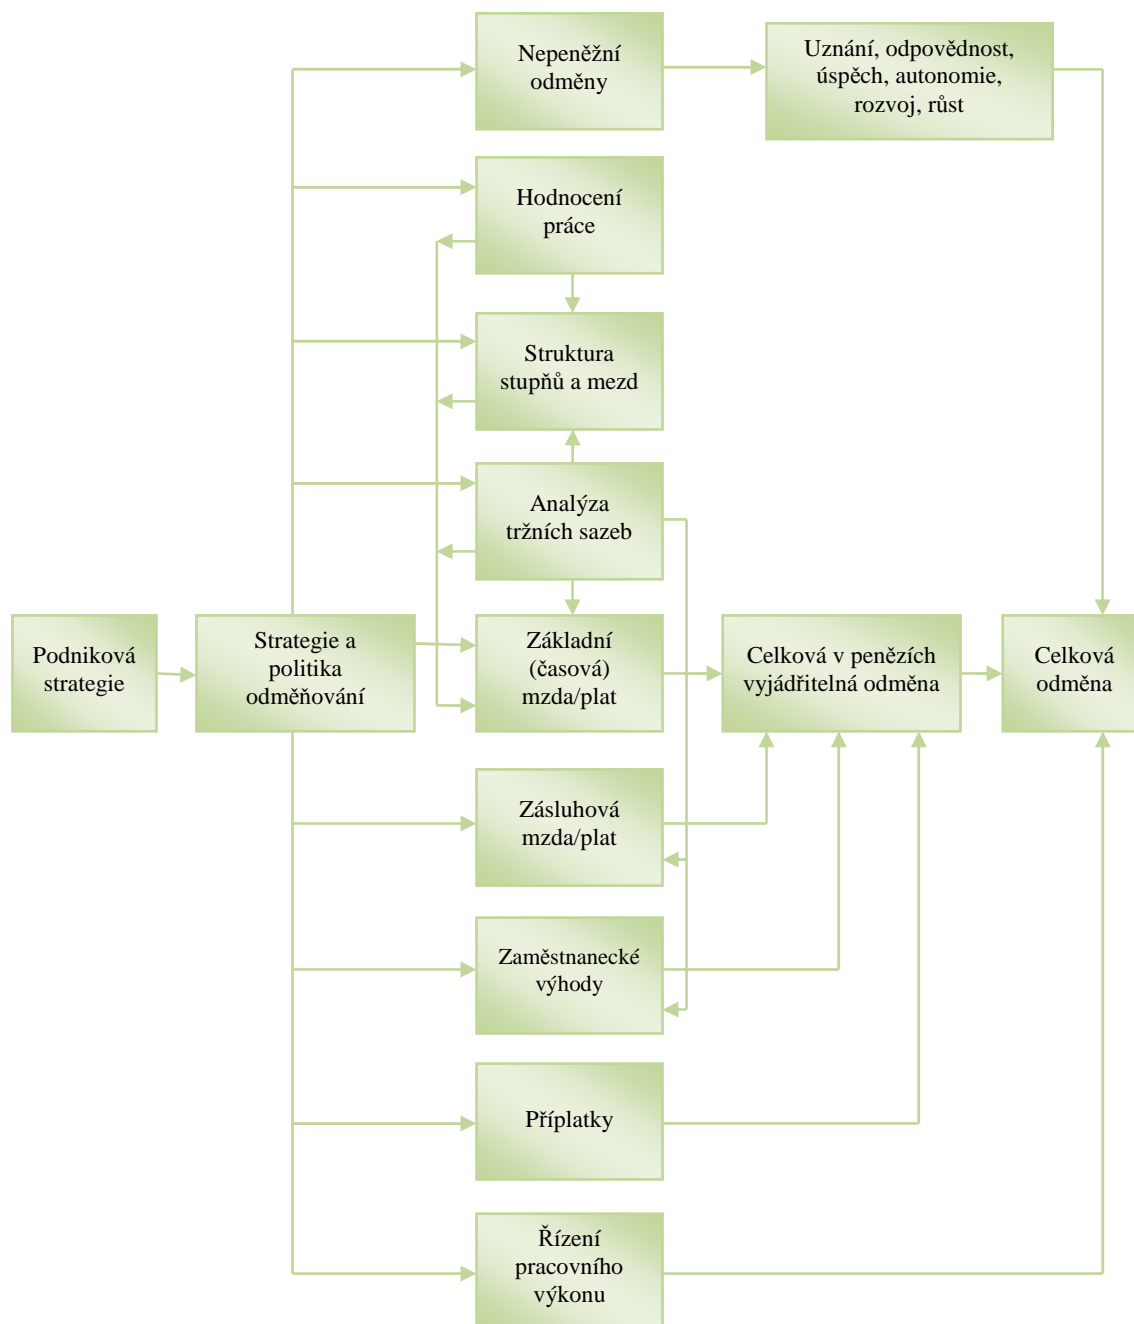 Nepeněžní
odměny
Uznání, odpovědnost,
úspěch, autonomie,
rozvoj, růst
Hodnocení
práce
Struktura
stupňů a mezd
Analýza
tržních sazeb
Podniková
strategie
Strategie a
politika
odměňování
Základní
(časová)
mzda/plat
Celková v penězích
vyjádřitelná odměna
Celková
odměna
Zásluhová
mzda/plat
Zaměstnanecké
výhody
Příplatky
Řízení
pracovního
výkonu